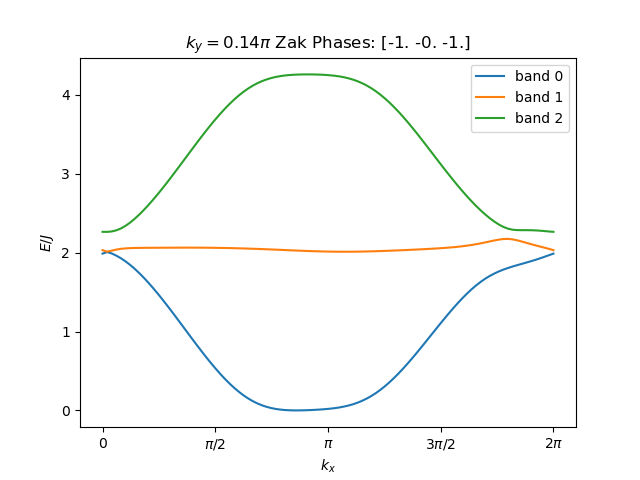 k_y = 0.14π Zak Phases: [-1. -0. -1.]
band 0
band 1
band 2
E/J
4
3
2
1
0
0
π/2
π
3π/2
2π
k_x